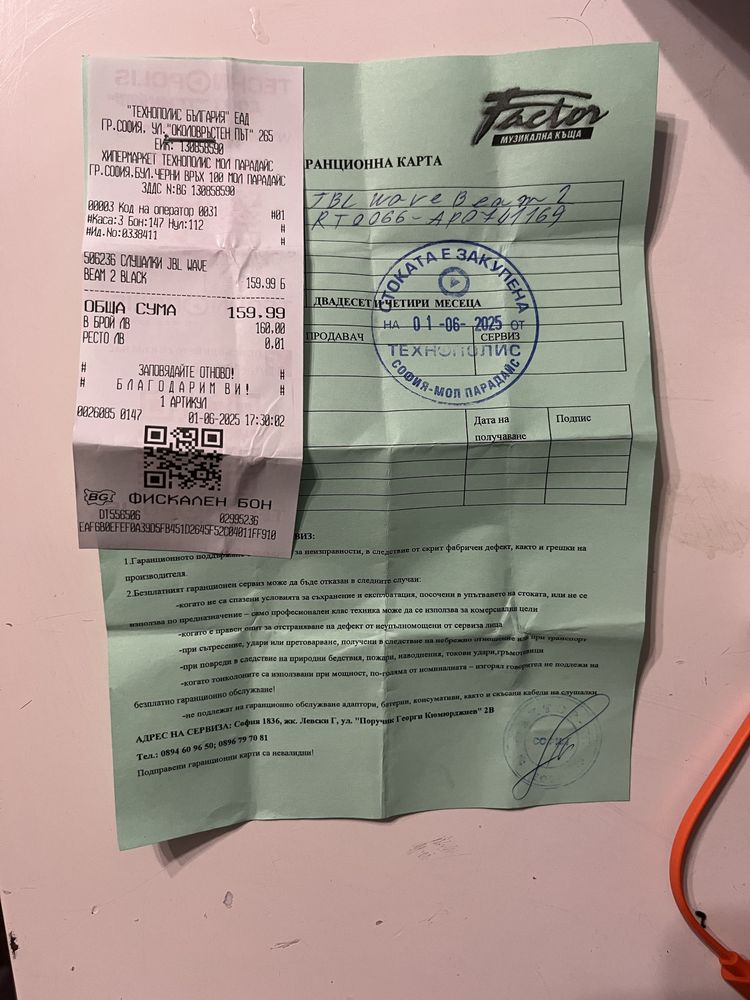 "ТЕХНОПОЛИС БЪЛГАРИЯ" ЕАД
ГР.СОФИЯ, УЛ."ОКОЛОВРЪСТЕН ПЪТ" 265
ЕИК: 130858590
ХИПЕРМАРКЕТ ТЕХНОПОЛИС МОЛ ПАРАДАЙС
ГР.СОФИЯ.БУЛ.ЧЕРНИ ВРЪХ 100 МОЛ ПАРАДАЙС
ЗДДС N:BG 130858590
00003 Код на оператор 0031 #01
#Каса:3 Бон:147 Нул:112 #
#Ид.No:0338411 #
506236 СЛУШАЛКИ JBL WAVE
BEAM 2 BLACK 159.99 Б
ОБЩА СУМА 159.99
В БРОЙ ЛВ 160.00
РЕСТО ЛВ 0.01
# ЗАПОВЯДАЙТЕ ОТНОВО! #
# БЛАГОДАРИМ ВИ! #
1 АРТИКУЛ
0026085 0147 01-06-2025 17:30:02
BG ФИСКАЛЕН БОН
DT556506 02995236
EAF6B0EFEF0A39D5FB451D2645F52C04011FF910
Factor
МУЗИКАЛНА КЪЩА
РАНЦИОННА КАРТА
JBL Wave Beam 2
RT0066-AP0741169
СТОКАТА Е ЗАКУПЕНА
НА 01-06-2025 ОТ
ТЕХНОПОЛИС
СОФИЯ-МОЛ ПАРАДАЙС
ДВАДЕСЕТ И ЧЕТИРИ МЕСЕЦА
ПРОДАВАЧ СЕРВИЗ
Дата на получаване Подпис
ВИЗ:
1.Гаранционното поддържане за неизправности, в следствие от скрит фабричен дефект, както и грешки на
производителя.
2.Безплатният гаранционен сервиз може да бъде отказан в следните случаи:
-когато не са спазени условията за съхранение и експлоатация, посочени в упътването на стоката, или не се
използва по предназначение – само професионален клас техника може да се използва за комерсиални цели
-когато е правен опит за отстраняване на дефект от неупълномощени от сервиза лица
-при сътресение, удари или претоварване, получени в следствие на небрежно отношение или при транспорт
-при повреди в следствие на природни бедствия, пожари, наводнения, токови удари,гръмотевици
-когато тонколоните са използвани при мощност, по-голяма от номиналната – изгорял говорител не подлежи на
безплатно гаранционно обслужване!
-не подлежат на гаранционно обслужване адаптори, батерии, консумативи, както и скъсани кабели на слушалки
АДРЕС НА СЕРВИЗА: София 1836, жк. Левски Г, ул. "Поручик Георги Кюмюрджиев" 2В
Тел.: 0894 60 96 50; 0896 79 70 81
Подправени гаранционни карти са невалидни!